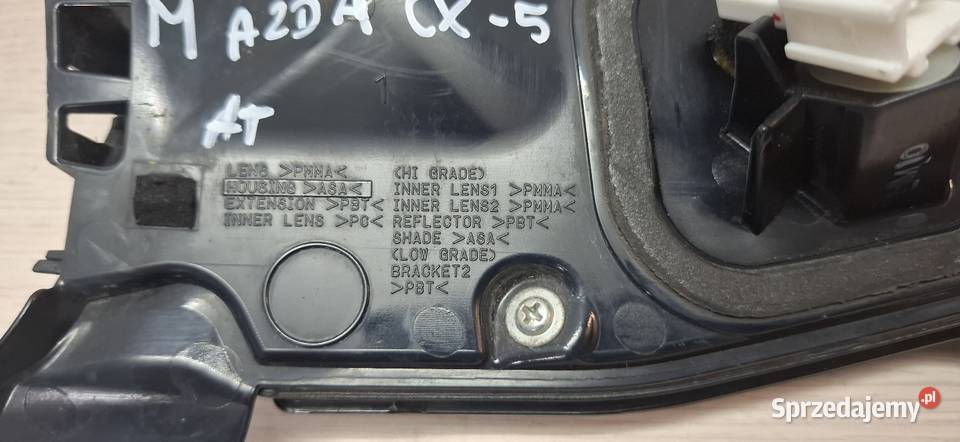 MAZDA CX-5
1
AT
LENS >PMMA<
HOUSING >ASA<
EXTENSION >PBT<
INNER LENS >PC<
(HI GRADE)
INNER LENS1 >PMMA<
INNER LENS2 >PMMA<
REFLECTOR >PBT<
SHADE >ASA<
(LOW GRADE)
BRACKET2
>PBT<
Sprzedajemy.pl